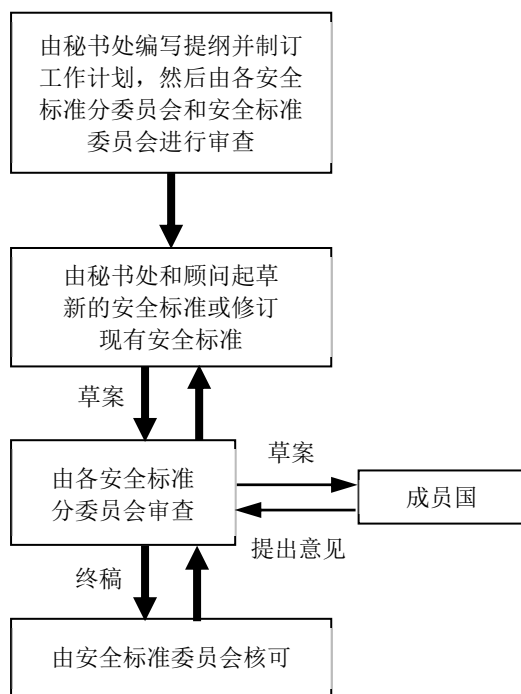 由秘书处编写提纲并制订
工作计划，然后由各安全
标准分委员会和安全标准
委员会进行审查
由秘书处和顾问起草
新的安全标准或修订
现有安全标准
草案
由各安全标准
分委员会审查
草案
成员国
提出意见
终稿
由安全标准委员会核可